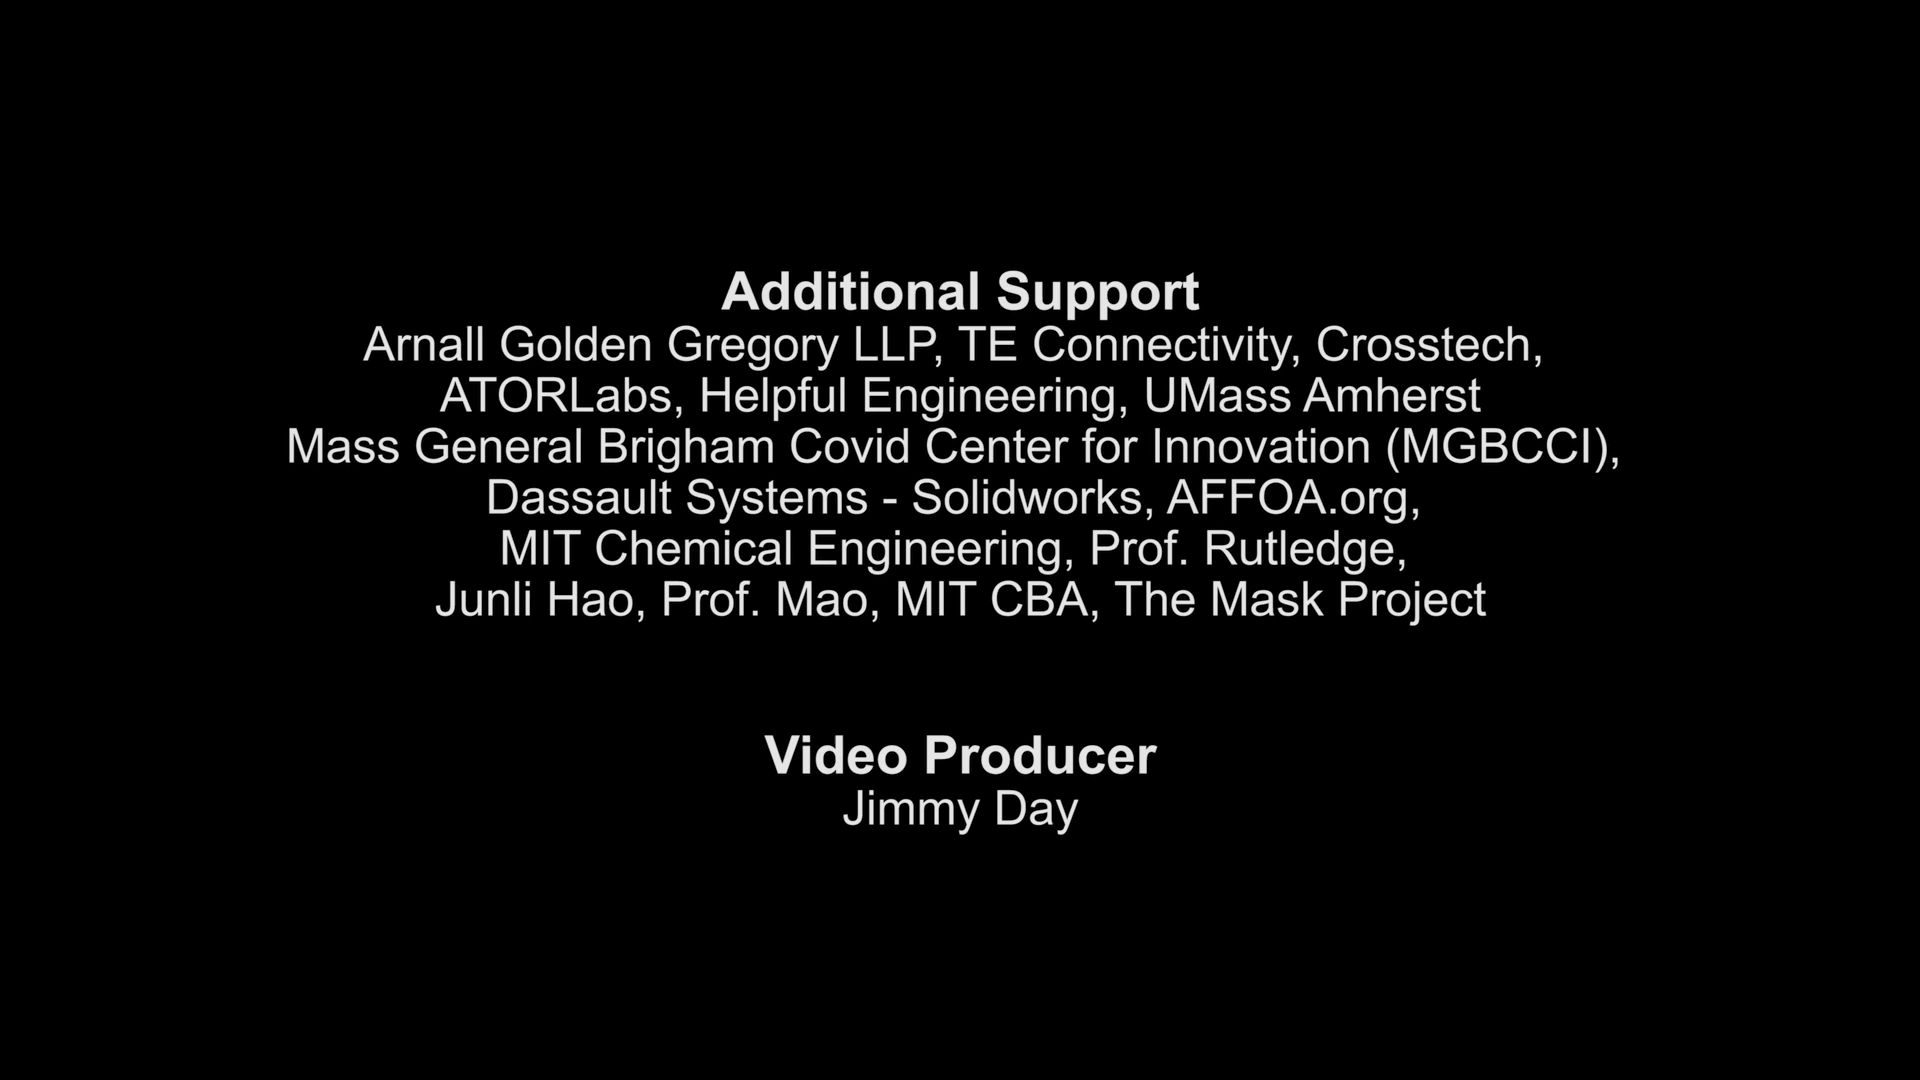 Additional Support
Arnall Golden Gregory LLP, TE Connectivity, Crosstech,
ATORLabs, Helpful Engineering, UMass Amherst
Mass General Brigham Covid Center for Innovation (MGBCCI),
Dassault Systems - Solidworks, AFFOA.org,
MIT Chemical Engineering, Prof. Rutledge,
Junli Hao, Prof. Mao, MIT CBA, The Mask Project
Video Producer
Jimmy Day